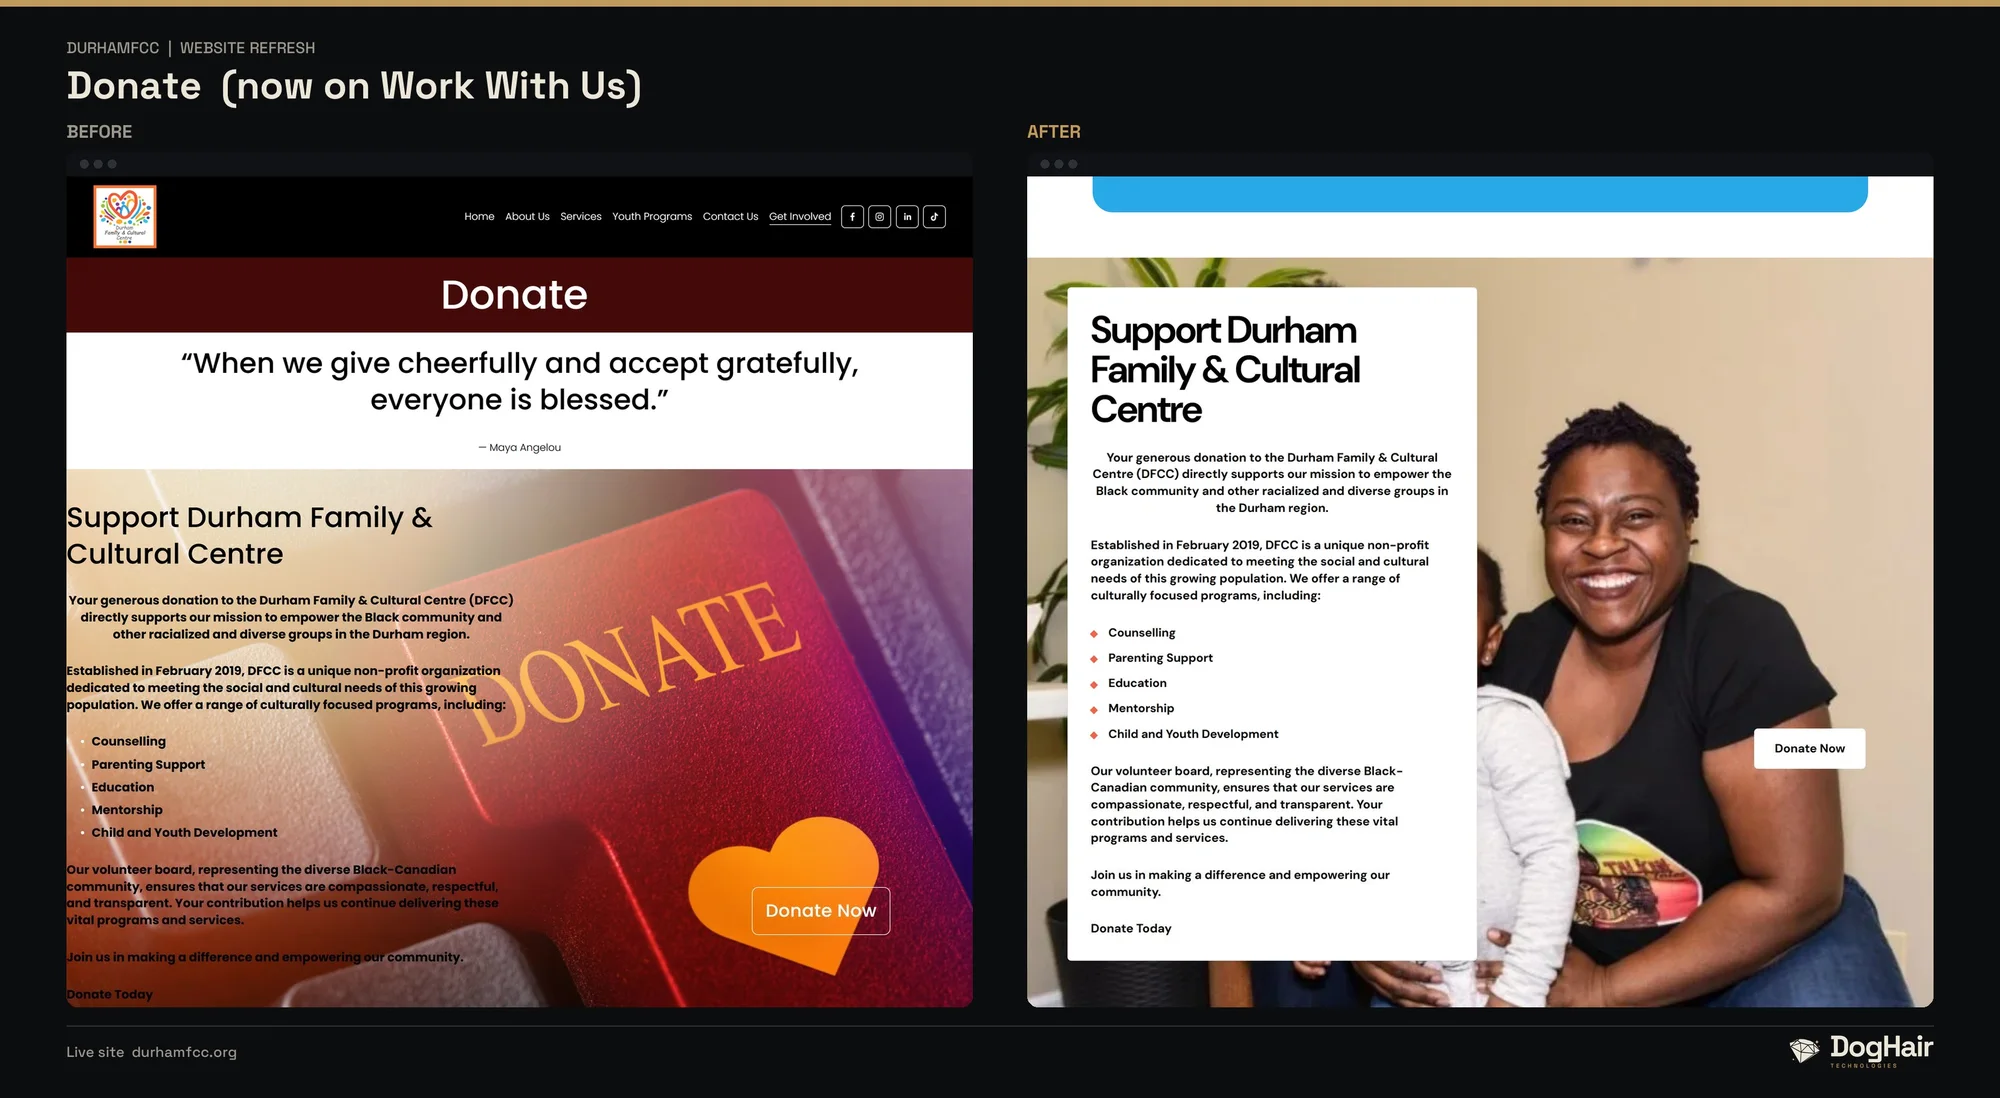 DURHAMFCC | WEBSITE REFRESH
Donate (now on Work With Us)
BEFORE
Durham
Family & Cultural
Centre
Home About Us Services Youth Programs Contact Us Get Involved
Donate
“When we give cheerfully and accept gratefully,
everyone is blessed.”
— Maya Angelou
Support Durham Family &
Cultural Centre
Your generous donation to the Durham Family & Cultural Centre (DFCC)
directly supports our mission to empower the Black community and
other racialized and diverse groups in the Durham region.
Established in February 2019, DFCC is a unique non-profit organization
dedicated to meeting the social and cultural needs of this growing
population. We offer a range of culturally focused programs, including:
Counselling
Parenting Support
Education
Mentorship
Child and Youth Development
Our volunteer board, representing the diverse Black-Canadian
community, ensures that our services are compassionate, respectful,
and transparent. Your contribution helps us continue delivering these
vital programs and services.
Join us in making a difference and empowering our community.
Donate Today
DONATE
Donate Now
AFTER
Support Durham
Family & Cultural
Centre
Your generous donation to the Durham Family & Cultural
Centre (DFCC) directly supports our mission to empower the
Black community and other racialized and diverse groups in
the Durham region.
Established in February 2019, DFCC is a unique non-profit
organization dedicated to meeting the social and cultural
needs of this growing population. We offer a range of
culturally focused programs, including:
Counselling
Parenting Support
Education
Mentorship
Child and Youth Development
Our volunteer board, representing the diverse Black-
Canadian community, ensures that our services are
compassionate, respectful, and transparent. Your
contribution helps us continue delivering these vital
programs and services.
Join us in making a difference and empowering our
community.
Donate Today
Donate Now
Live site durhamfcc.org
DogHair
TECHNOLOGIES